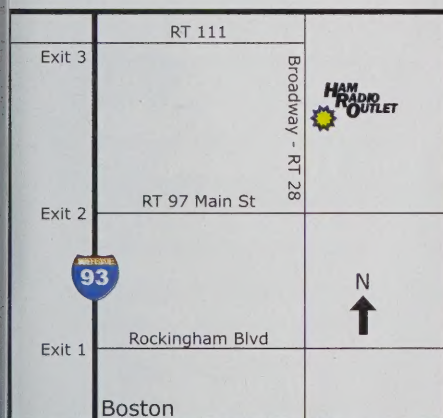 RT 111
Exit 3
Broadway - RT 28
HAM
RADIO
OUTLET
RT 97 Main St
Exit 2
INTERSTATE
93
N
Rockingham Blvd
Exit 1
Boston